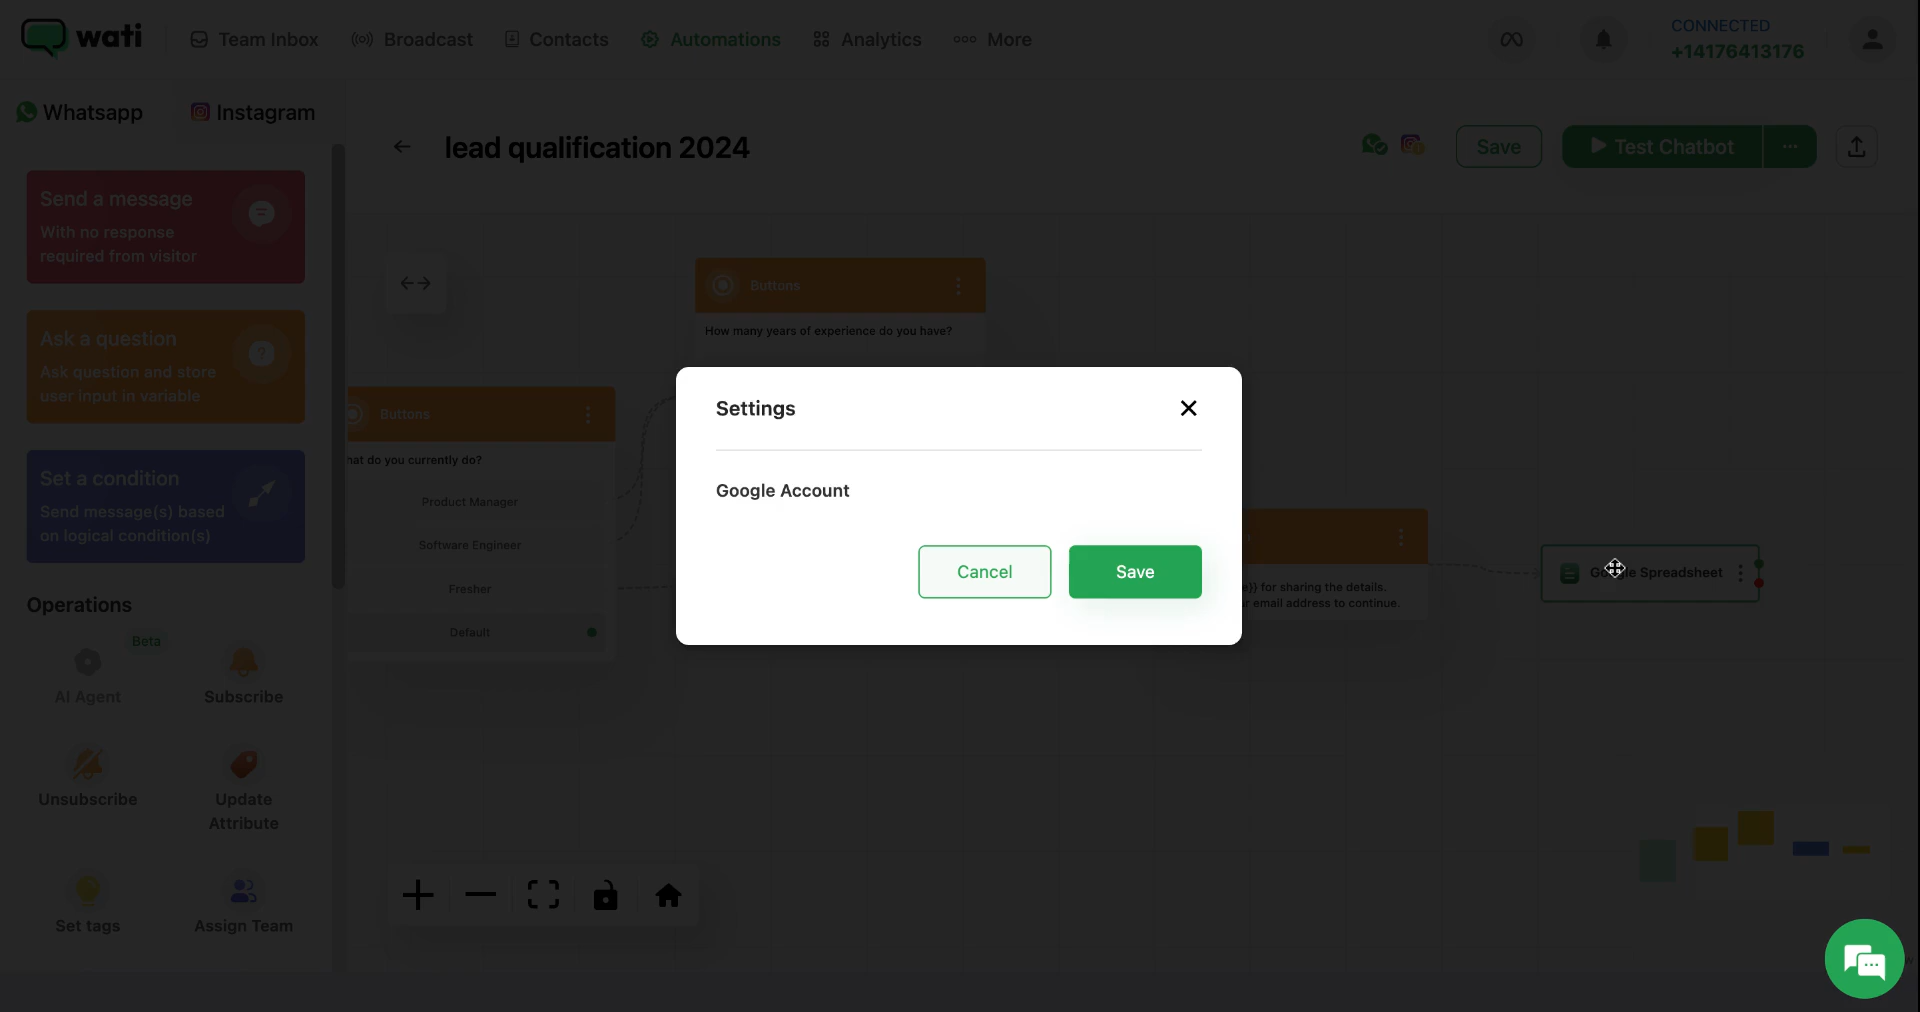 wati
Team Inbox
Broadcast
Contacts
Automations
Analytics
More
CONNECTED
+14176413176
Whatsapp
Instagram
lead qualification 2024
Save
Test Chatbot
Send a message
With no response
required from visitor
Ask a question
Ask question and store
user input in variable
Set a condition
Send message(s) based
on logical condition(s)
Operations
Beta
AI Agent
Subscribe
Unsubscribe
Update
Attribute
Set tags
Assign Team
Buttons
How many years of experience do you have?
Buttons
hat do you currently do?
Product Manager
Software Engineer
Fresher
Default
Settings
Google Account
Cancel
Save
e}} for sharing the details.
r email address to continue.
Google Spreadsheet